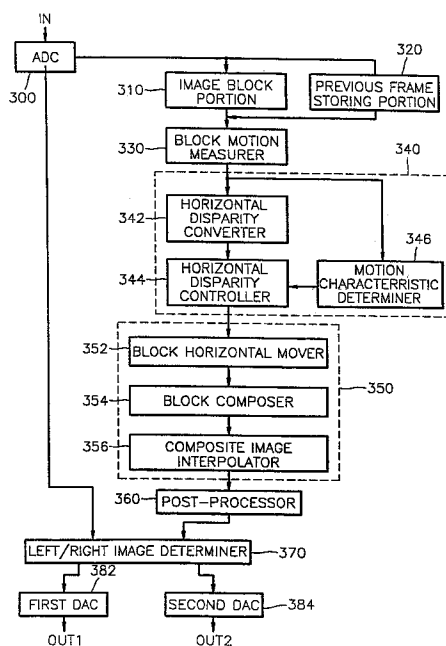 IN
ADC
300
310
IMAGE BLOCK
PORTION
320
PREVIOUS FRAME
STORING PORTION
330
BLOCK MOTION
MEASURER
340
342
HORIZONTAL
DISPARITY
CONVERTER
344
HORIZONTAL
DISPARITY
CONTROLLER
346
MOTION
CHARACTERRISTIC
DETERMINER
352
BLOCK HORIZONTAL MOVER
350
354
BLOCK COMPOSER
356
COMPOSITE IMAGE
INTERPOLATOR
360
POST-PROCESSOR
LEFT/RIGHT IMAGE DETERMINER
370
382
FIRST DAC
SECOND DAC
384
OUT1
OUT2